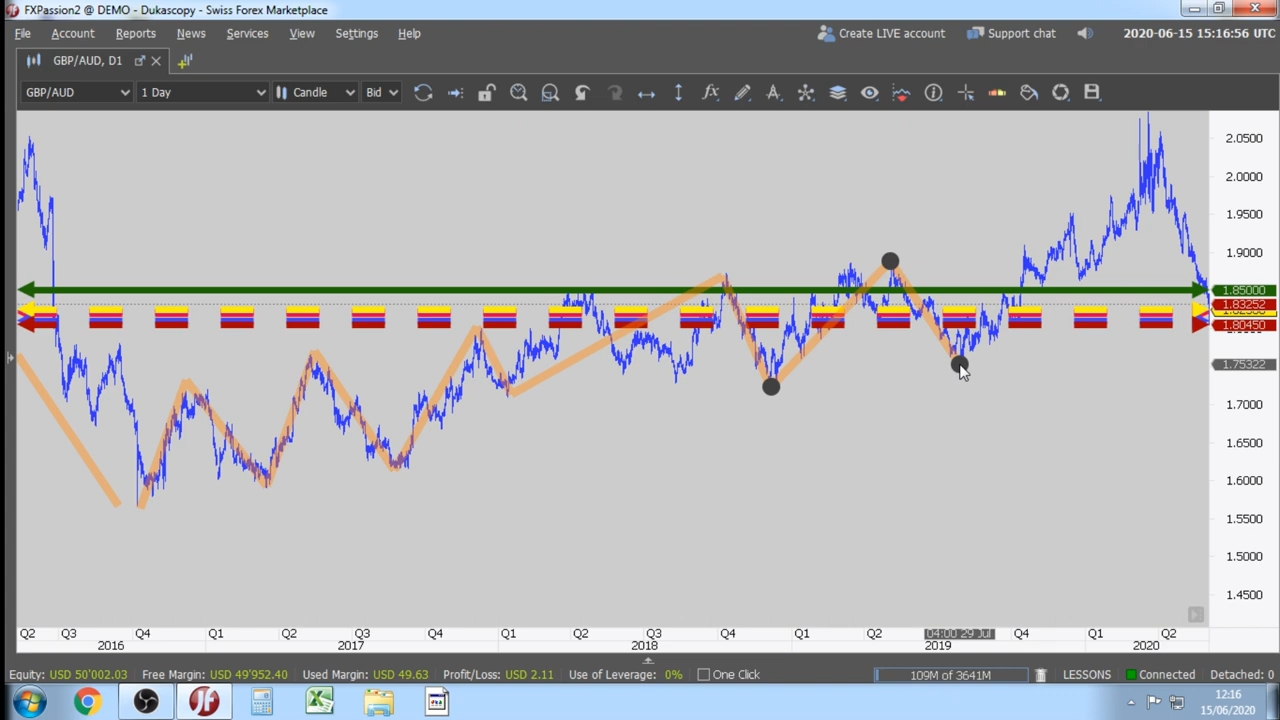 FXPassion2 @ DEMO - Dukascopy - Swiss Forex Marketplace
File Account Reports News Services View Settings Help
Create LIVE account Support chat 2020-06-15 15:16:56 UTC
GBP/AUD, D1
GBP/AUD 1 Day Candle Bid
2.0500
2.0000
1.9500
1.9000
1.85000
1.83252
1.80450
1.75322
1.7000
1.6500
1.6000
1.5500
1.5000
1.4500
Q2 Q3 Q4 Q1 Q2 Q3 Q4 Q1 Q2 Q3 Q4 Q1 Q2 04:00 29 Jul Q4 Q1 Q2
2016 2017 2018 2019 2020
Equity: USD 50'002.03 Free Margin: USD 49'952.40 Used Margin: USD 49.63 Profit/Loss: USD 2.11 Use of Leverage: 0% One Click 109M of 3641M LESSONS Connected Detached: 0
12:16
15/06/2020